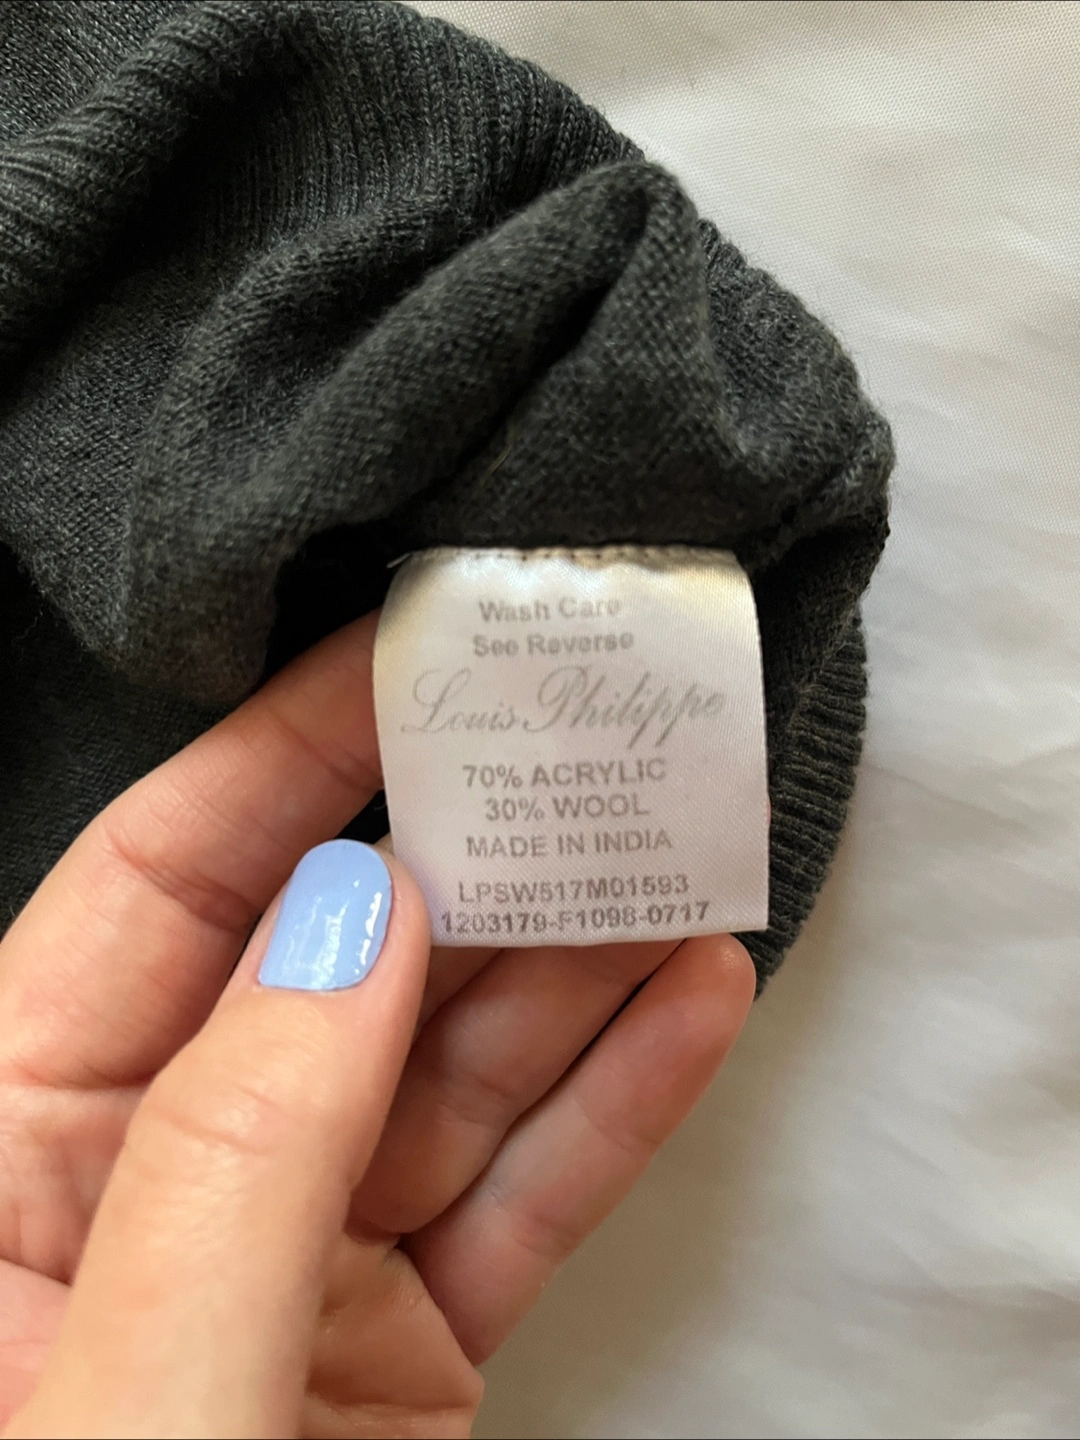 Wash Care
See Reverse
Louis Philippe
70% ACRYLIC
30% WOOL
MADE IN INDIA
LPSW517M01593
1203179-F1098-0717